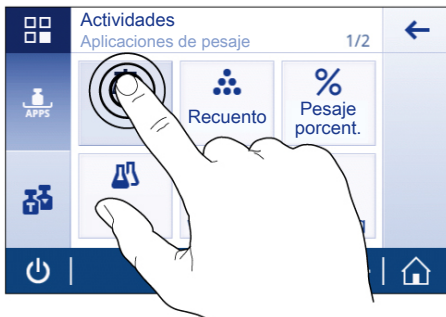 Actividades
Aplicaciones de pesaje 1/2
APPS
Recuento
Pesaje
porcent.